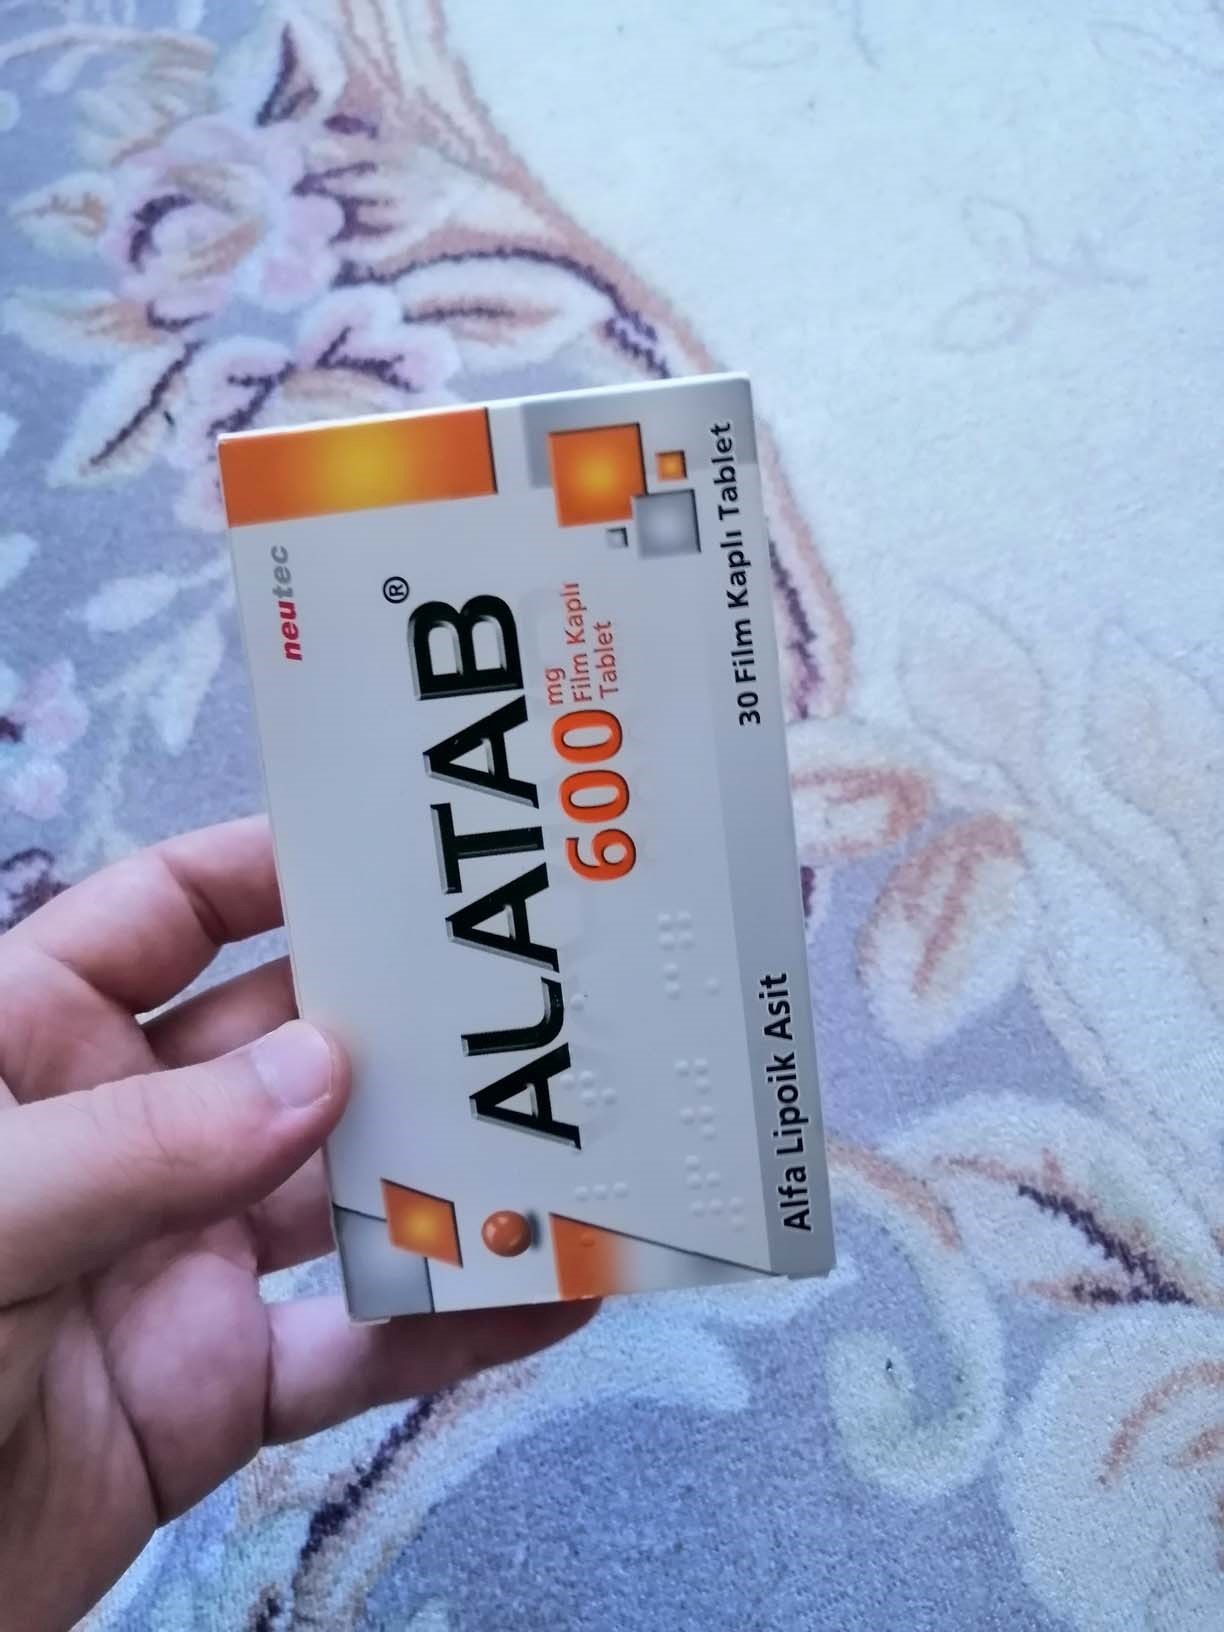 neutec
ALATAB®
600 mg
Film Kaplı
Tablet
Alfa Lipoik Asit
30 Film Kaplı Tablet